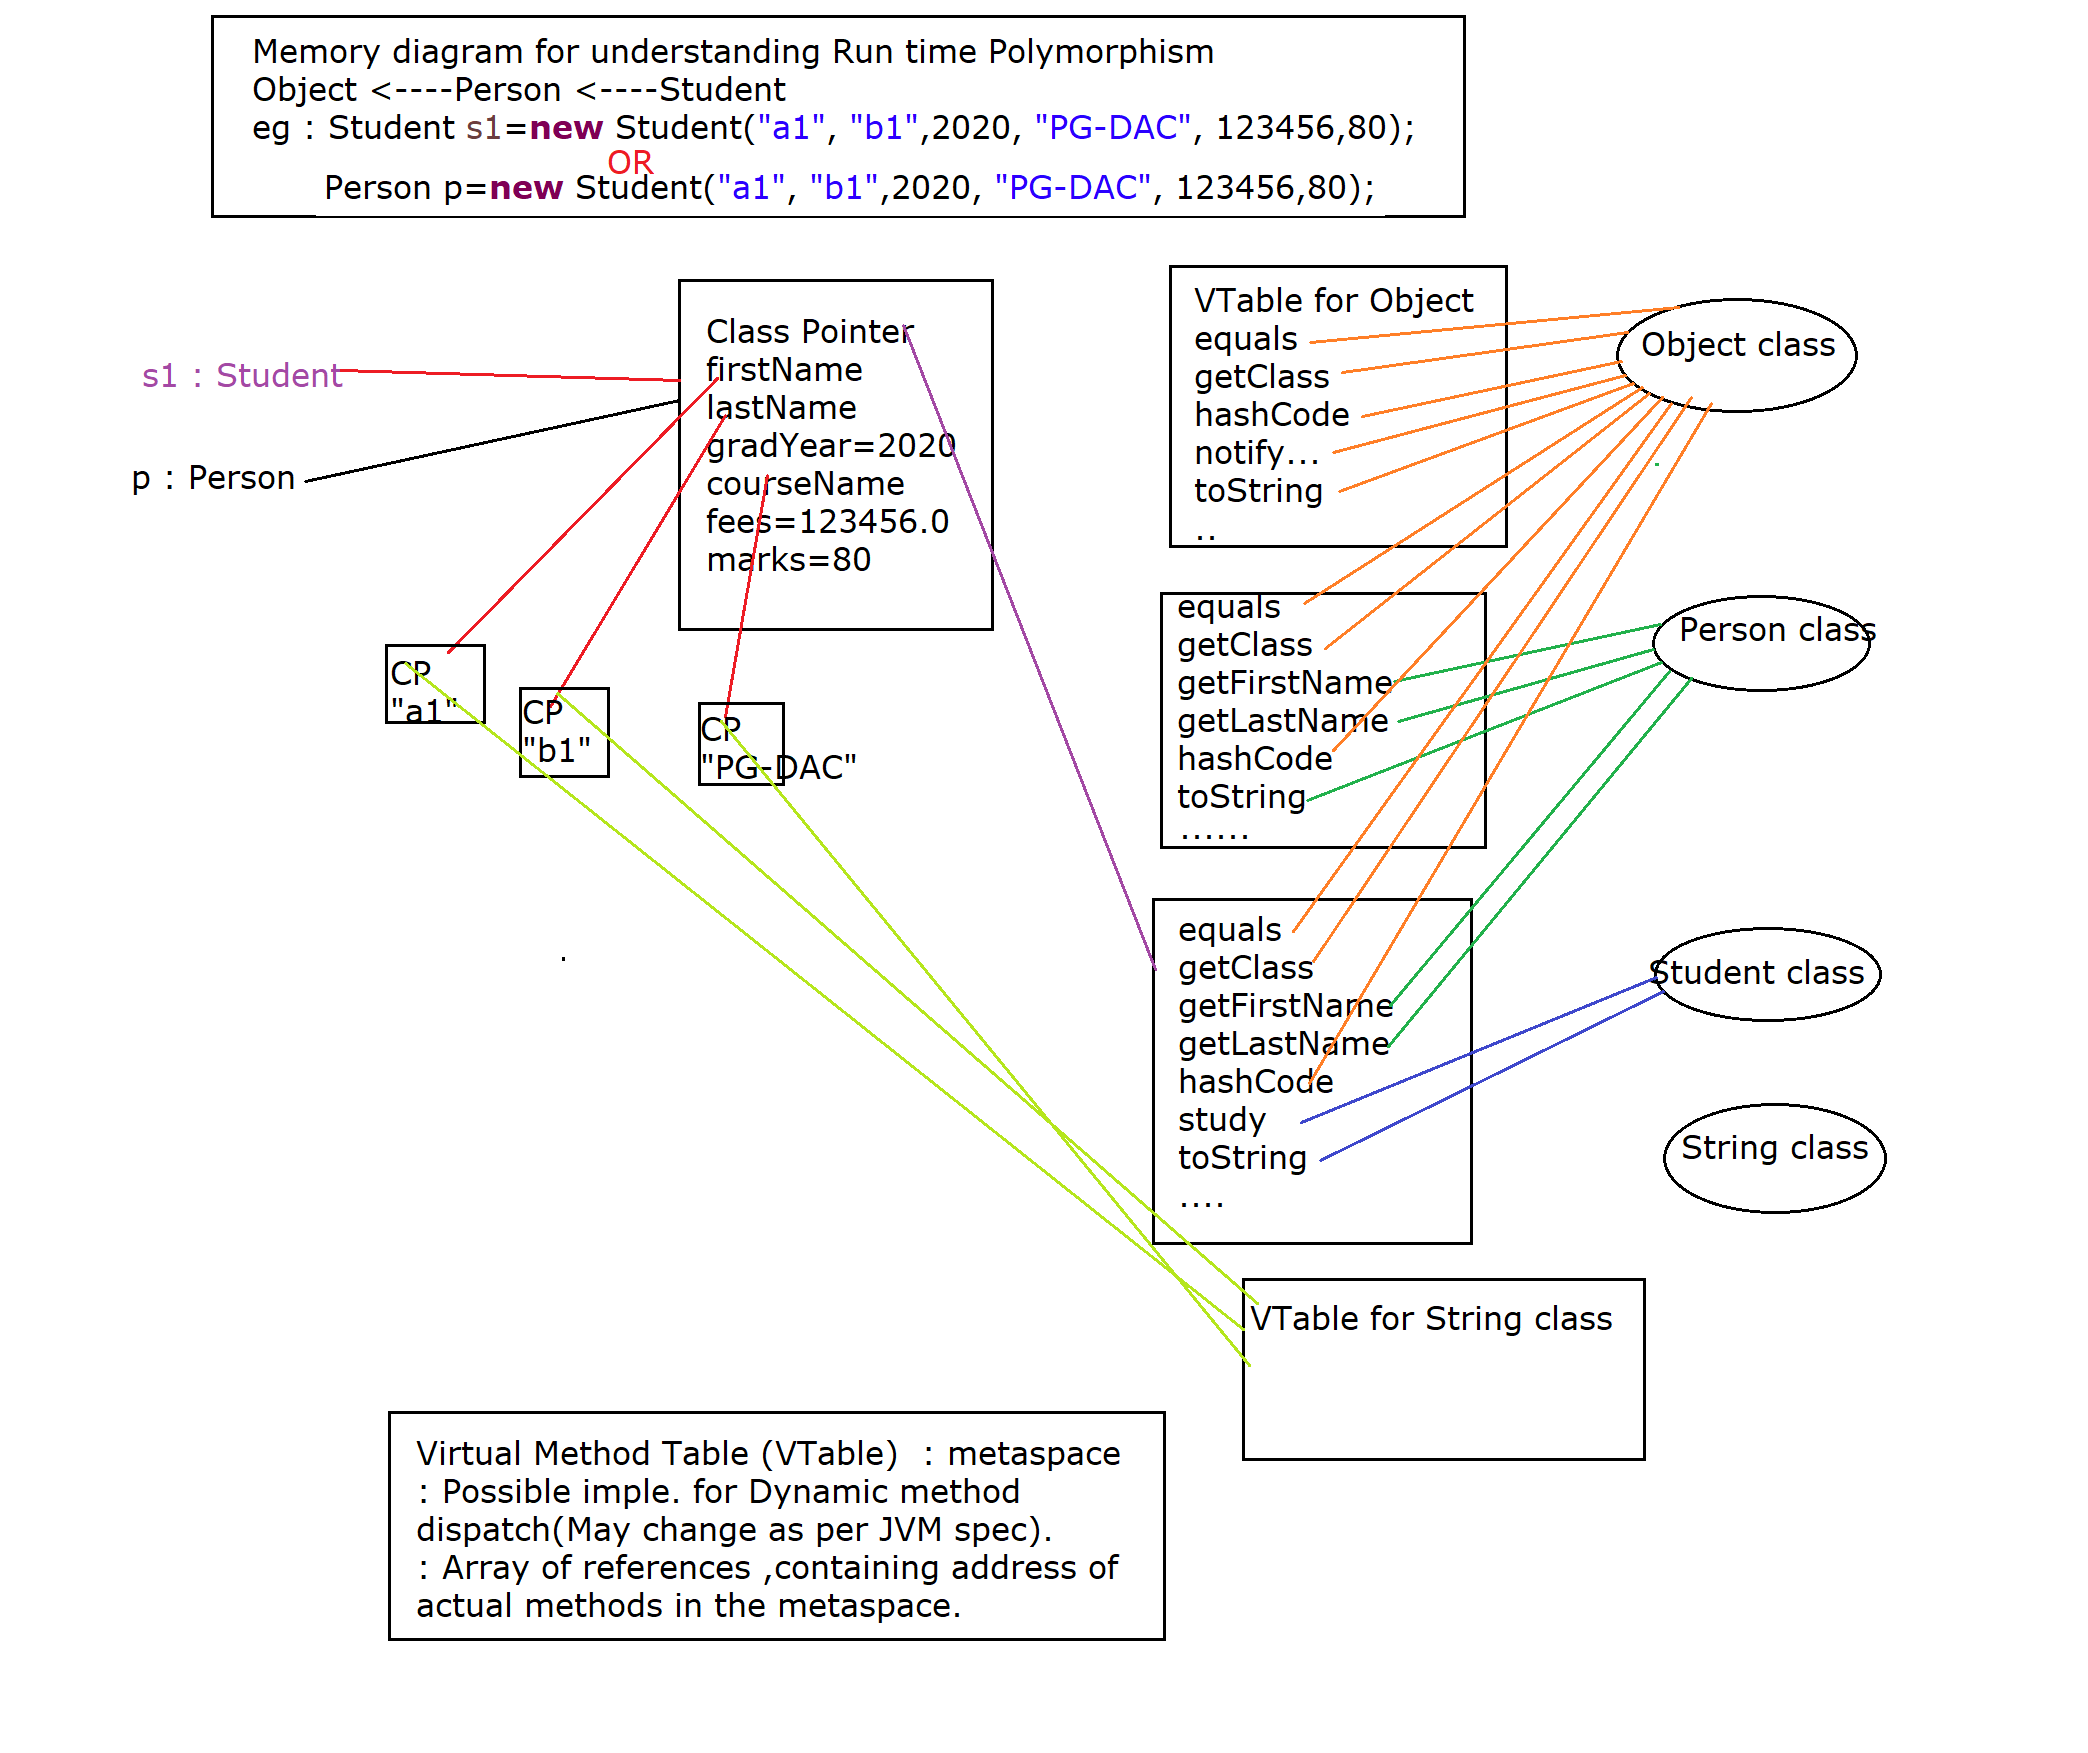 Memory diagram for understanding Run time Polymorphism
Object <----Person <----Student
eg : Student s1=new Student("a1", "b1",2020, "PG-DAC", 123456,80);
OR
Person p=new Student("a1", "b1",2020, "PG-DAC", 123456,80);
s1 : Student
p : Person
Class Pointer
firstName
lastName
gradYear=2020
courseName
fees=123456.0
marks=80
CP
"a1"
CP
"b1"
CP
"PG-DAC"
VTable for Object
equals
getClass
hashCode
notify...
toString
..
Object class
equals
getClass
getFirstName
getLastName
hashCode
toString
......
Person class
equals
getClass
getFirstName
getLastName
hashCode
study
toString
....
Student class
String class
VTable for String class
Virtual Method Table (VTable)  : metaspace
: Possible imple. for Dynamic method
dispatch(May change as per JVM spec).
: Array of references ,containing address of
actual methods in the metaspace.